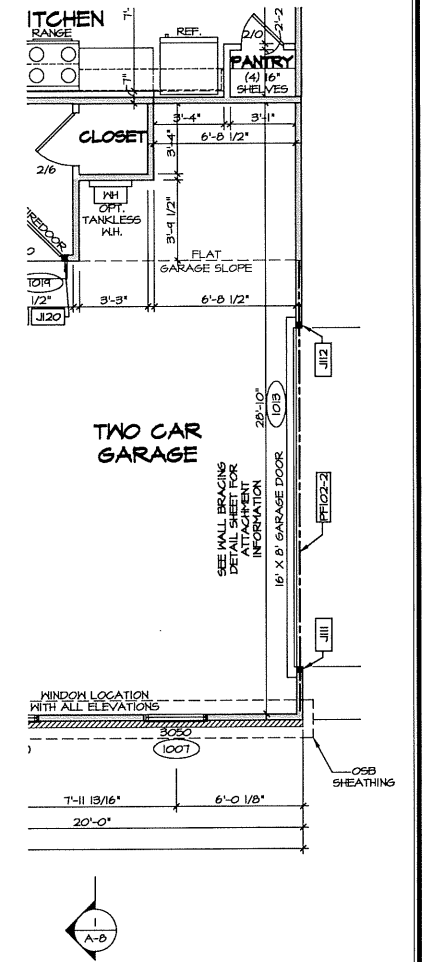 ITCHEN
RANGE
7'-
REF.
2/0
2'-2
PANTRY
(4) 16"
SHELVES
-7"
3'-4"
3'-1"
CLOSET
3'-4"
6'-8 1/2"
2/6
WH
OPT.
TANKLESS
W.H.
3'-9 1/2"
REDOOR
FLAT
GARAGE SLOPE
1019
1/2"
3'-3"
6'-8 1/2"
J120
J112
28'-10"
1013
TWO CAR
GARAGE
SEE WALL BRACING
DETAIL SHEET FOR
ATTACHMENT
INFORMATION
16' X 8' GARAGE DOOR
PF102-2
J111
WINDOW LOCATION
WITH ALL ELEVATIONS
3050
1007
OSB
SHEATHING
7'-11 13/16"
6'-0 1/8"
20'-0"
1
A-8